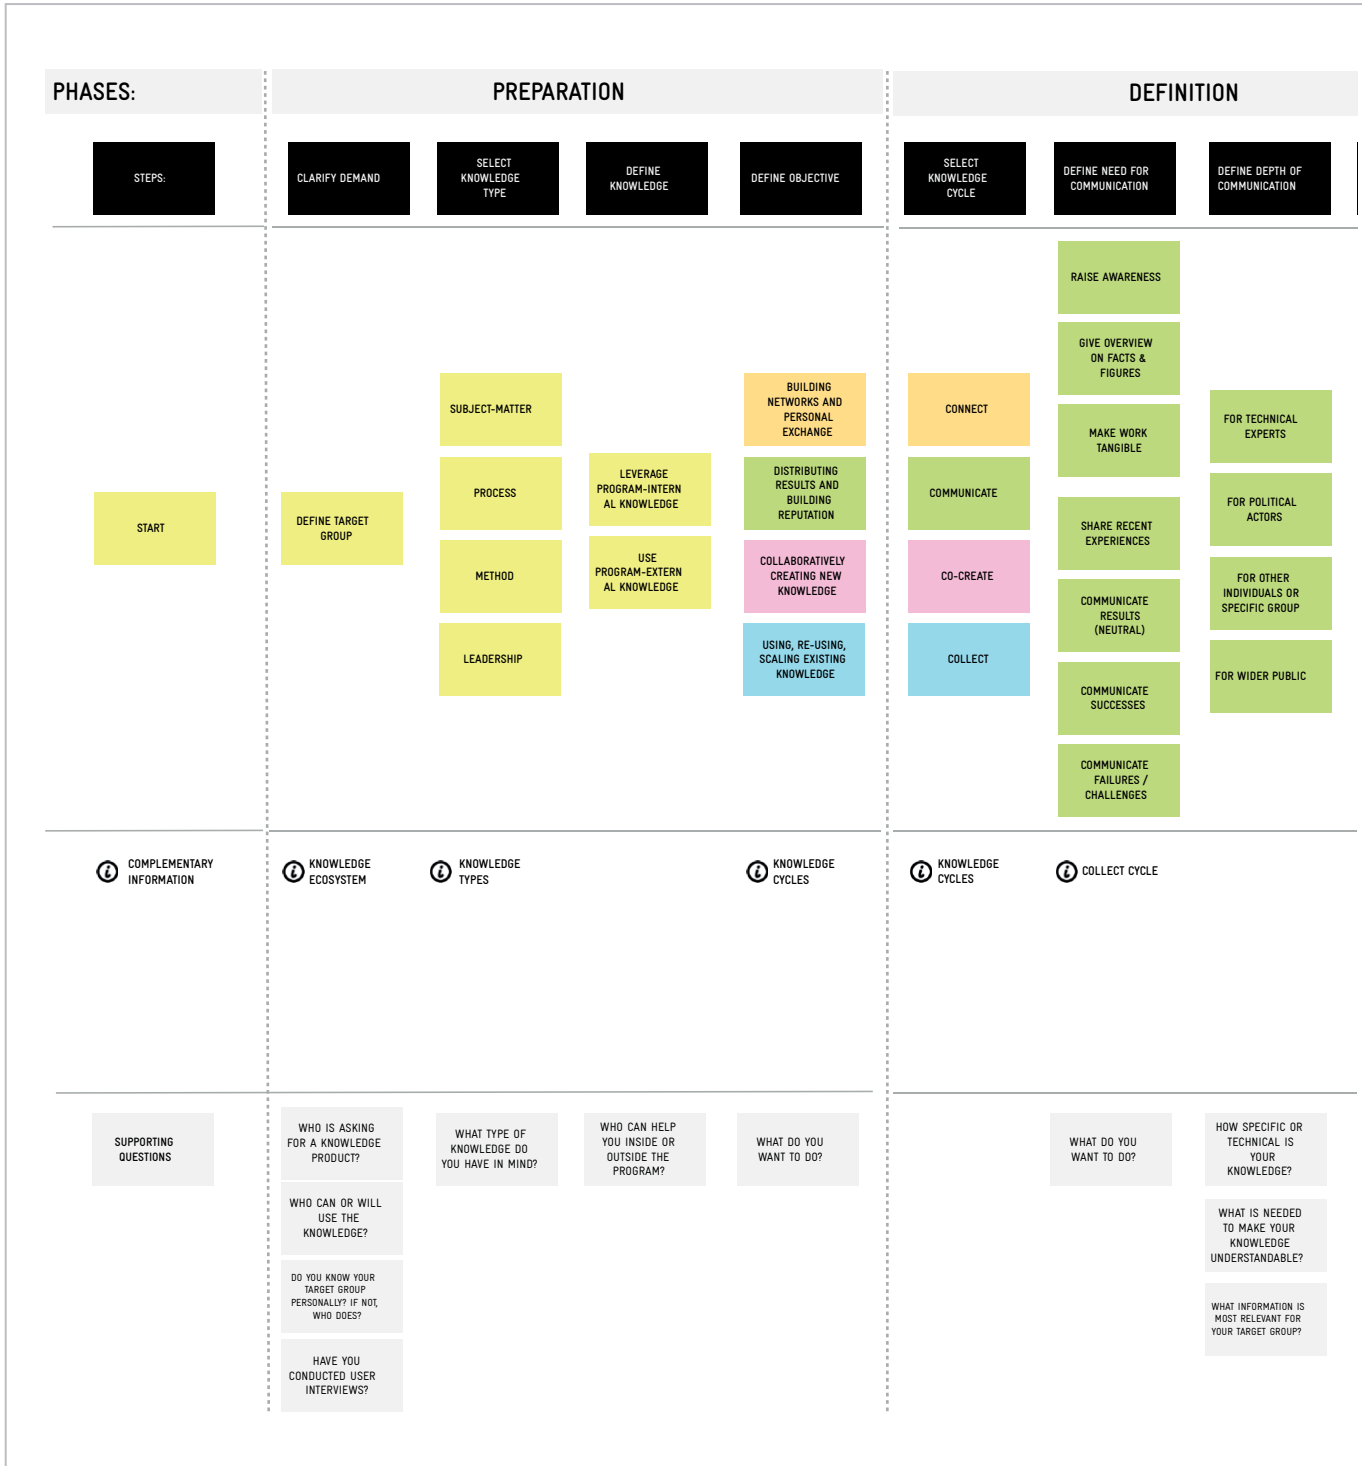 PHASES:
PREPARATION
DEFINITION
STEPS:
CLARIFY DEMAND
SELECT
KNOWLEDGE
TYPE
DEFINE
KNOWLEDGE
DEFINE OBJECTIVE
SELECT
KNOWLEDGE
CYCLE
DEFINE NEED FOR
COMMUNICATION
DEFINE DEPTH OF
COMMUNICATION
START
DEFINE TARGET
GROUP
SUBJECT-MATTER
PROCESS
METHOD
LEADERSHIP
LEVERAGE
PROGRAM-INTERN
AL KNOWLEDGE
USE
PROGRAM-EXTERN
AL KNOWLEDGE
BUILDING
NETWORKS AND
PERSONAL
EXCHANGE
DISTRIBUTING
RESULTS AND
BUILDING
REPUTATION
COLLABORATIVELY
CREATING NEW
KNOWLEDGE
USING, RE-USING,
SCALING EXISTING
KNOWLEDGE
CONNECT
COMMUNICATE
CO-CREATE
COLLECT
RAISE AWARENESS
GIVE OVERVIEW
ON FACTS &
FIGURES
MAKE WORK
TANGIBLE
SHARE RECENT
EXPERIENCES
COMMUNICATE
RESULTS
(NEUTRAL)
COMMUNICATE
SUCCESSES
COMMUNICATE
FAILURES /
CHALLENGES
FOR TECHNICAL
EXPERTS
FOR POLITICAL
ACTORS
FOR OTHER
INDIVIDUALS OR
SPECIFIC GROUP
FOR WIDER PUBLIC
i COMPLEMENTARY
INFORMATION
i KNOWLEDGE
ECOSYSTEM
i KNOWLEDGE
TYPES
i KNOWLEDGE
CYCLES
i KNOWLEDGE
CYCLES
i COLLECT CYCLE
SUPPORTING
QUESTIONS
WHO IS ASKING
FOR A KNOWLEDGE
PRODUCT?
WHO CAN OR WILL
USE THE
KNOWLEDGE?
DO YOU KNOW YOUR
TARGET GROUP
PERSONALLY? IF NOT,
WHO DOES?
HAVE YOU
CONDUCTED USER
INTERVIEWS?
WHAT TYPE OF
KNOWLEDGE DO
YOU HAVE IN MIND?
WHO CAN HELP
YOU INSIDE OR
OUTSIDE THE
PROGRAM?
WHAT DO YOU
WANT TO DO?
WHAT DO YOU
WANT TO DO?
HOW SPECIFIC OR
TECHNICAL IS
YOUR
KNOWLEDGE?
WHAT IS NEEDED
TO MAKE YOUR
KNOWLEDGE
UNDERSTANDABLE?
WHAT INFORMATION IS
MOST RELEVANT FOR
YOUR TARGET GROUP?